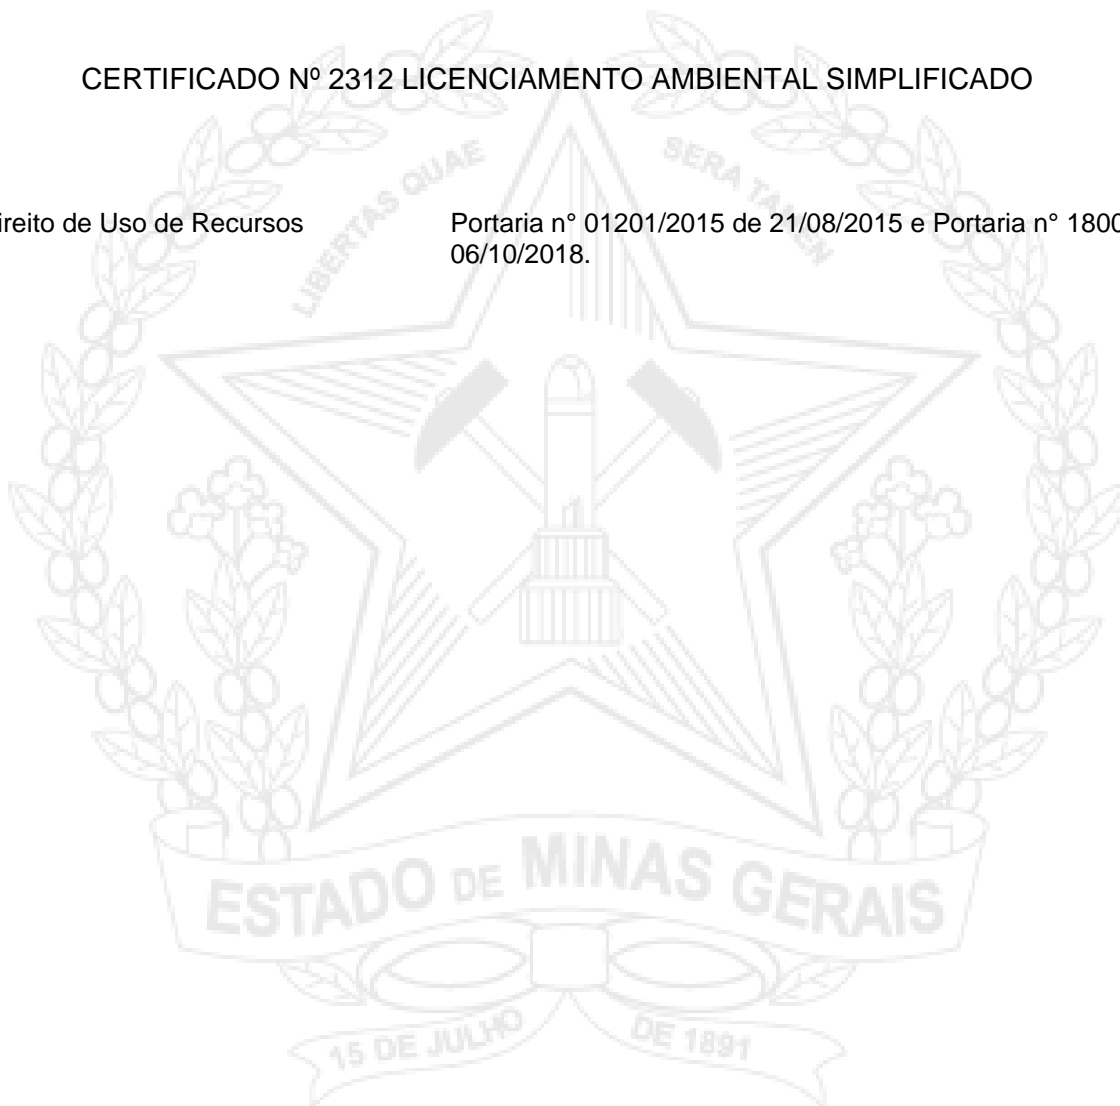 CERTIFICADO Nº 2312 LICENCIAMENTO AMBIENTAL SIMPLIFICADO
LIBERTAS QUAE SERA TAMEN
ireito de Uso de Recursos
Portaria n° 01201/2015 de 21/08/2015 e Portaria n° 1800
06/10/2018.
ESTADO DE MINAS GERAIS
15 DE JULHO DE 1891